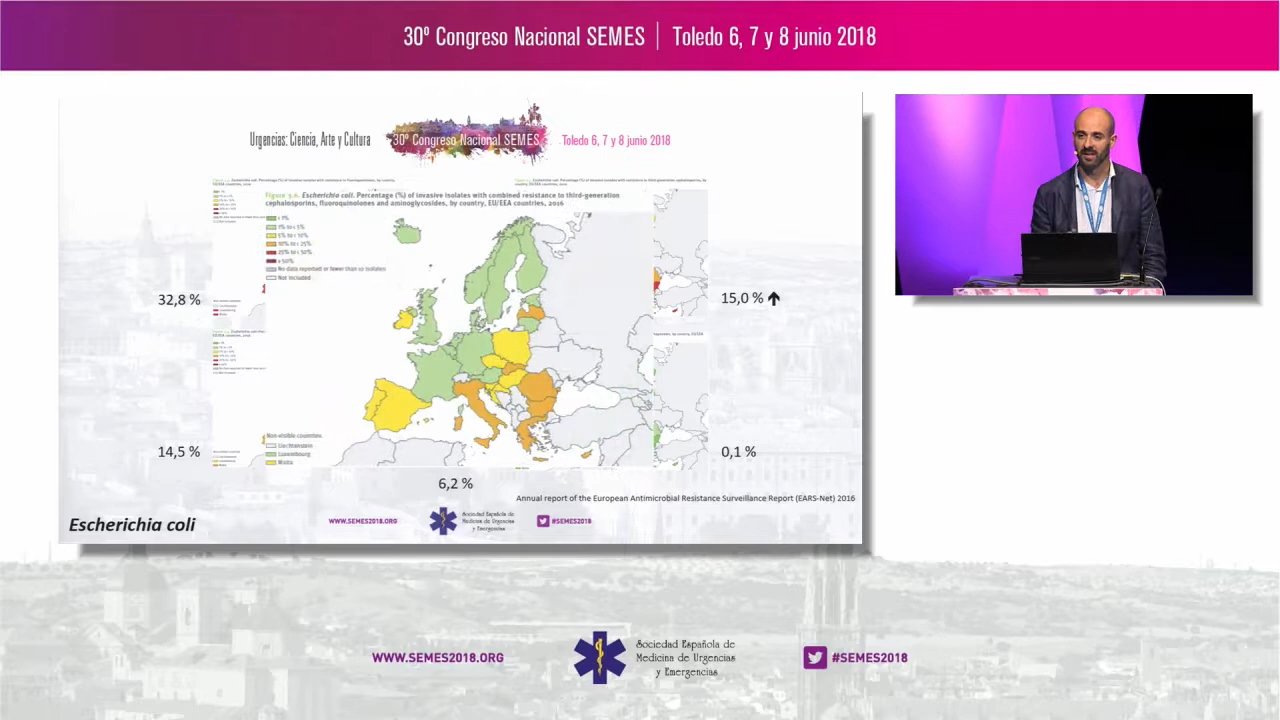 30º Congreso Nacional SEMES | Toledo 6, 7 y 8 junio 2018
Urgencias: Ciencia, Arte y Cultura
30º Congreso Nacional SEMES
Toledo 6, 7 y 8 junio 2018
Figure 3.6. Escherichia coli. Percentage (%) of invasive isolates with combined resistance to third-generation
cephalosporins, fluoroquinolones and aminoglycosides, by country, EU/EEA countries, 2016
< 1%
1% to < 5%
5% to < 10%
10% to < 25%
25% to < 50%
≥ 50%
No data reported or fewer than 10 isolates
Not included
32,8 %
15,0 %
Non-visible countries
Liechtenstein
Luxembourg
Malta
14,5 %
0,1 %
6,2 %
Annual report of the European Antimicrobial Resistance Surveillance Report (EARS-Net) 2016
Escherichia coli
WWW.SEMES2018.ORG
Sociedad Española de
Medicina de Urgencias
y Emergencias
#SEMES2018
WWW.SEMES2018.ORG
Sociedad Española de
Medicina de Urgencias
y Emergencias
#SEMES2018